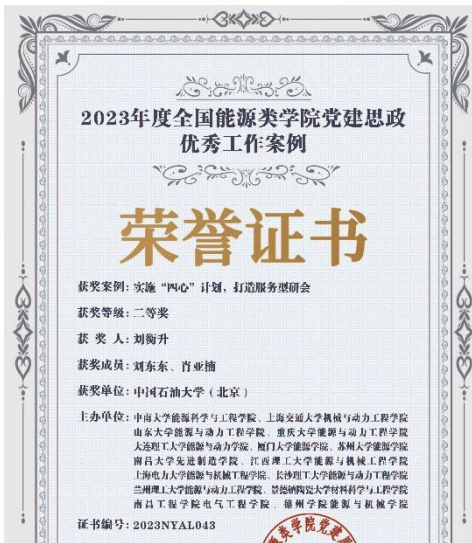 2023年度全国能源类学院党建思政
优秀工作案例
荣誉证书
获奖案例：实施“四心”计划，打造服务型研会
获奖等级：二等奖
获 奖 人：刘衡升
获奖成员：刘东东、肖亚楠
获奖单位：中国石油大学（北京）
主办单位：中南大学能源科学与工程学院、上海交通大学机械与动力工程学院
山东大学能源与动力工程学院、重庆大学能源与动力工程学院
大连理工大学能源与动力学院、厦门大学能源学院、苏州大学能源学院
南昌大学先进制造学院、江西理工大学能源与机械工程学院
上海电力大学能源与机械工程学院、长沙理工大学能源与动力工程学院
兰州理工大学能源与动力工程学院、景德镇陶瓷大学材料科学与工程学院
南昌工程学院电气工程学院、德州学院能源与机械学院
证书编号：2023NYAL043
类学院党建